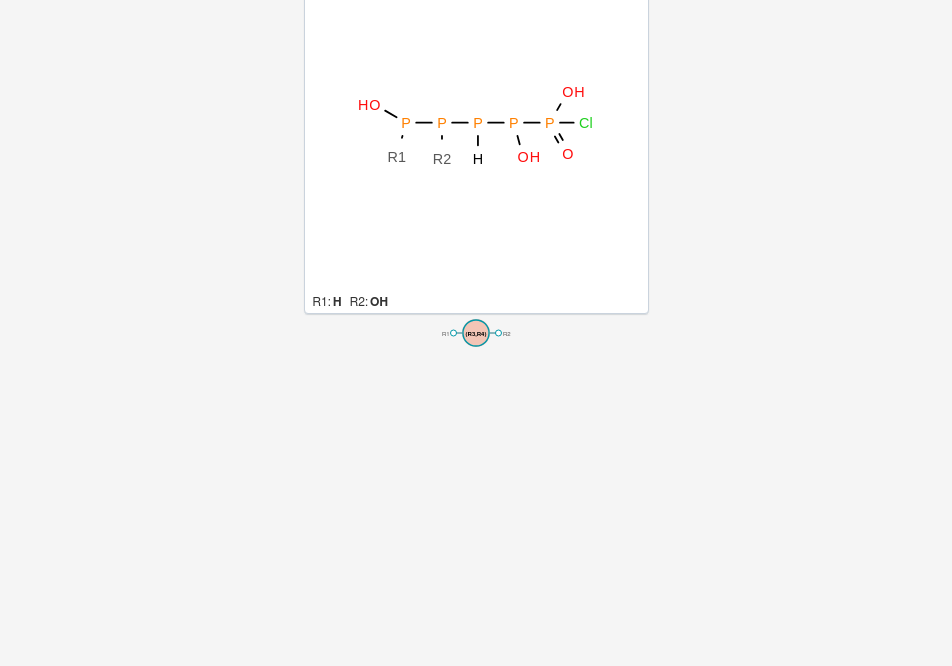 OH
HO
P P P P P Cl
R1 R2 H OH O
R1: H R2: OH
R1 (R3,R4) R2